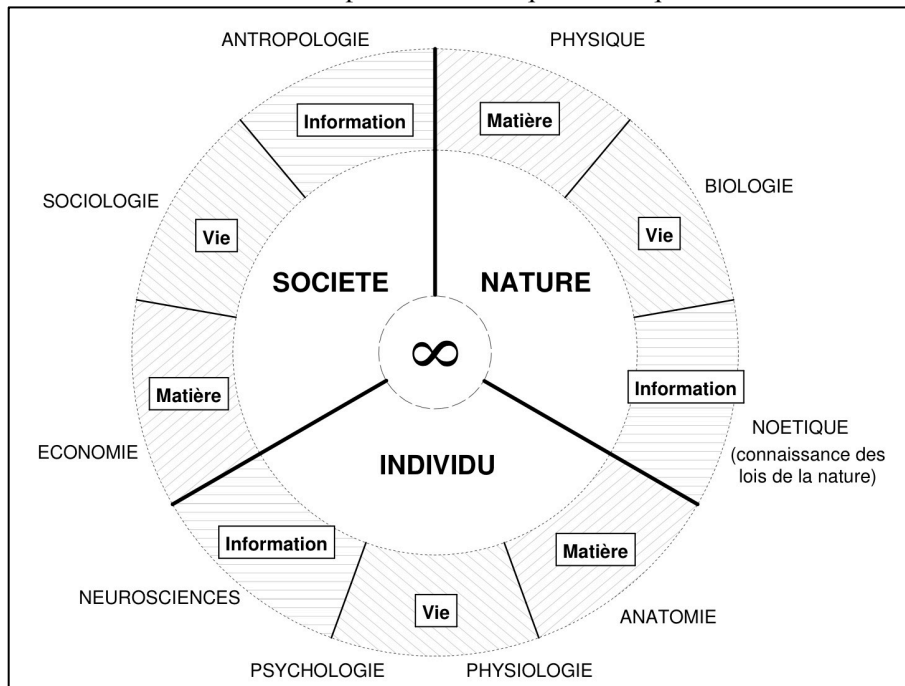 ANTROPOLOGIE
PHYSIQUE
Information
Matière
SOCIOLOGIE
BIOLOGIE
Vie
Vie
SOCIETE
NATURE
∞
Matière
Information
ECONOMIE
NOETIQUE
(connaissance des
lois de la nature)
INDIVIDU
Information
Matière
NEUROSCIENCES
Vie
ANATOMIE
PSYCHOLOGIE
PHYSIOLOGIE